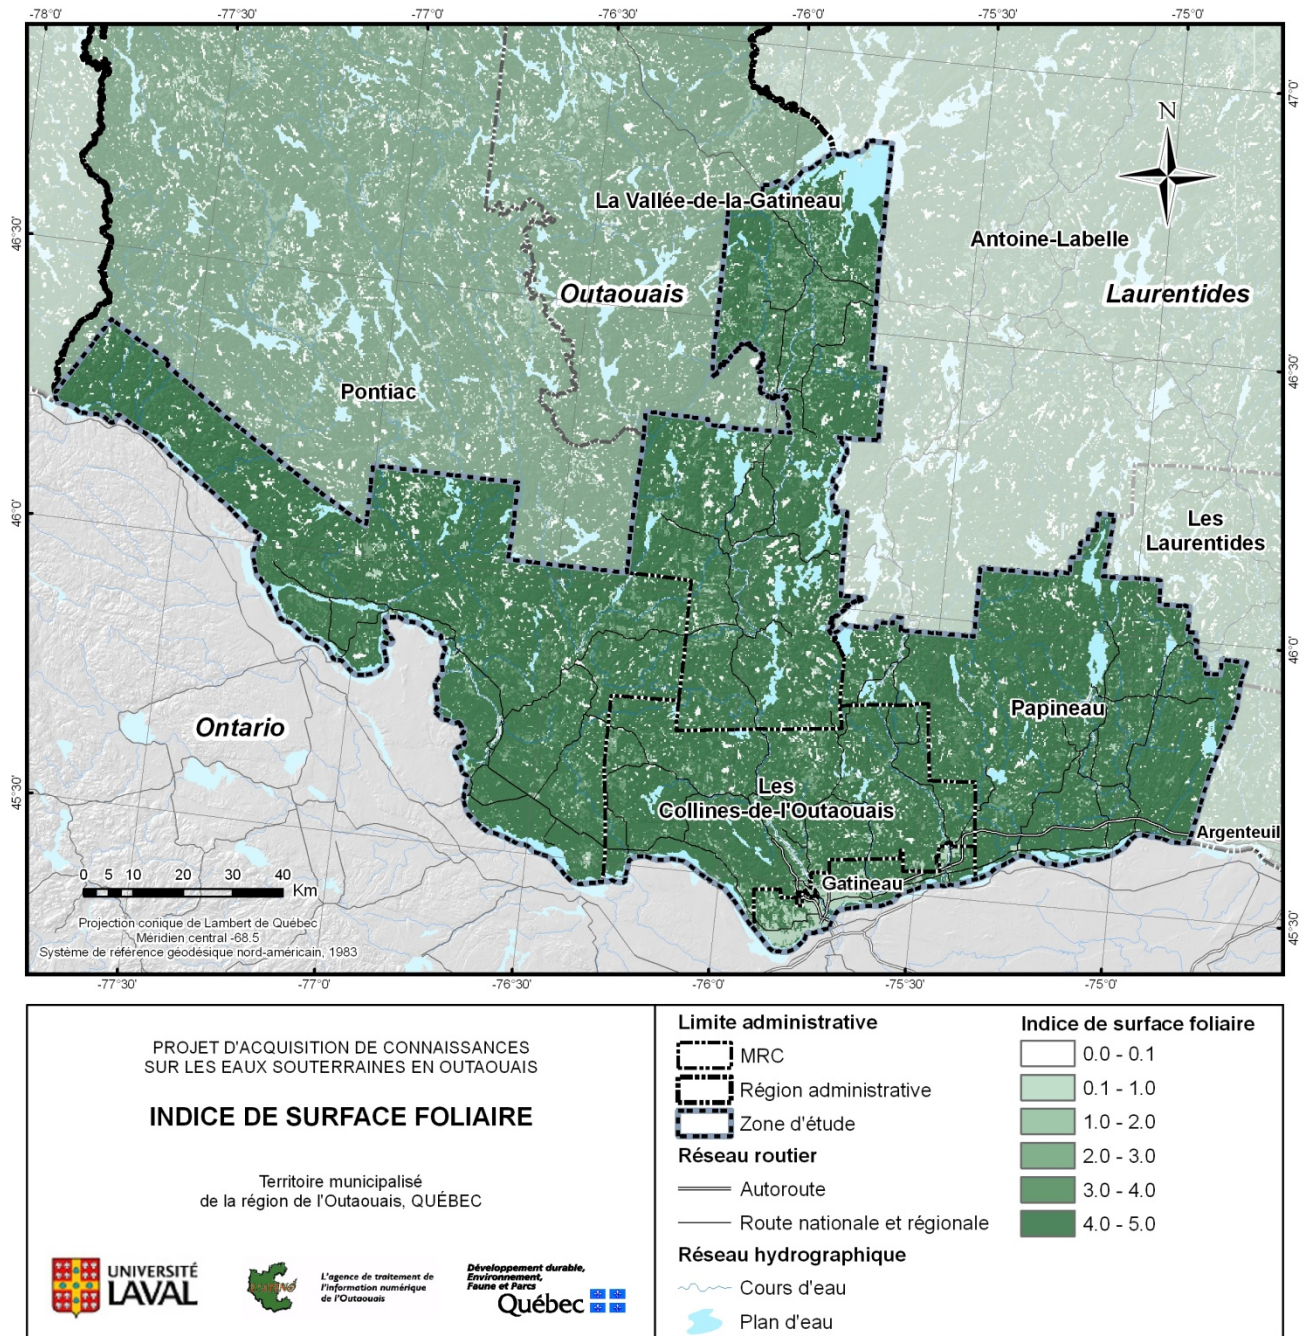 -78°0'
-77°30'
-77°0'
-76°30'
-76°0'
-75°30'
-75°0'
47°0'
N
La Vallée-de-la-Gatineau
46°30'
Antoine-Labelle
Outaouais
Laurentides
46°30'
Pontiac
46°0'
Les
Laurentides
46°0'
Papineau
Ontario
45°30'
Les
Collines-de-l'Outaouais
Argenteuil
Gatineau
0 5 10 20 30 40
Km
45°30'
Projection conique de Lambert de Québec
Méridien central -68.5
Système de référence géodésique nord-américain, 1983
-77°30'
-77°0'
-76°30'
-76°0'
-75°30'
-75°0'
PROJET D'ACQUISITION DE CONNAISSANCES
SUR LES EAUX SOUTERRAINES EN OUTAOUAIS
INDICE DE SURFACE FOLIAIRE
Territoire municipalisé
de la région de l'Outaouais, QUÉBEC
UNIVERSITÉ
LAVAL
L'agence de traitement de
l'information numérique
de l'Outaouais
Développement durable,
Environnement,
Faune et Parcs
Québec
Limite administrative
MRC
Région administrative
Zone d'étude
Réseau routier
Autoroute
Route nationale et régionale
Réseau hydrographique
Cours d'eau
Plan d'eau
Indice de surface foliaire
0.0 - 0.1
0.1 - 1.0
1.0 - 2.0
2.0 - 3.0
3.0 - 4.0
4.0 - 5.0